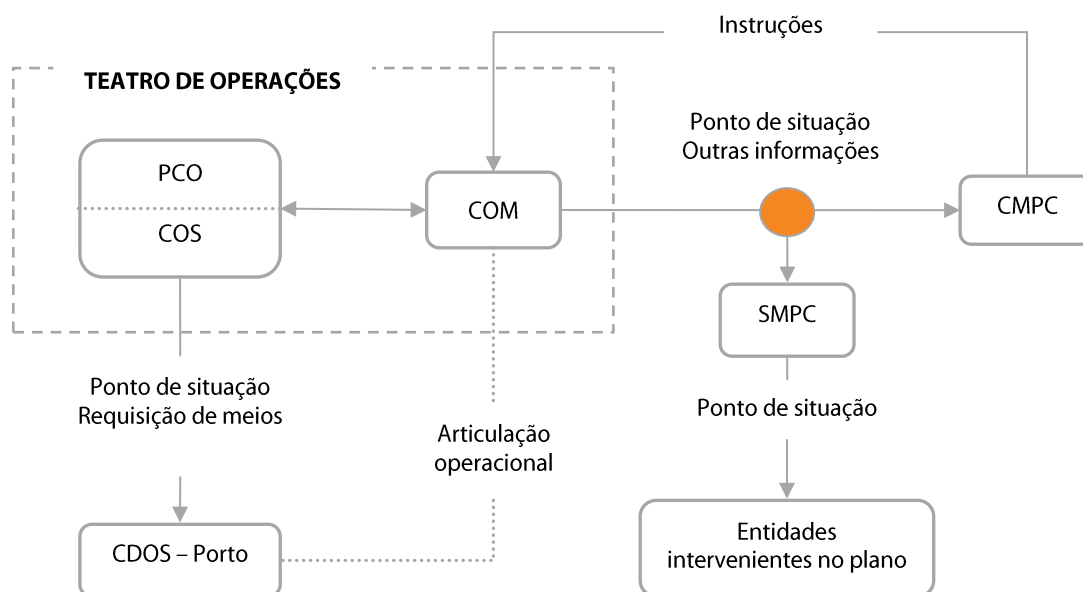 Instruções
TEATRO DE OPERAÇÕES
Ponto de situação
Outras informações
PCO
COS
COM
CMPC
SMPC
Ponto de situação
Requisição de meios
Ponto de situação
Articulação
operacional
CDOS – Porto
Entidades
intervenientes no plano